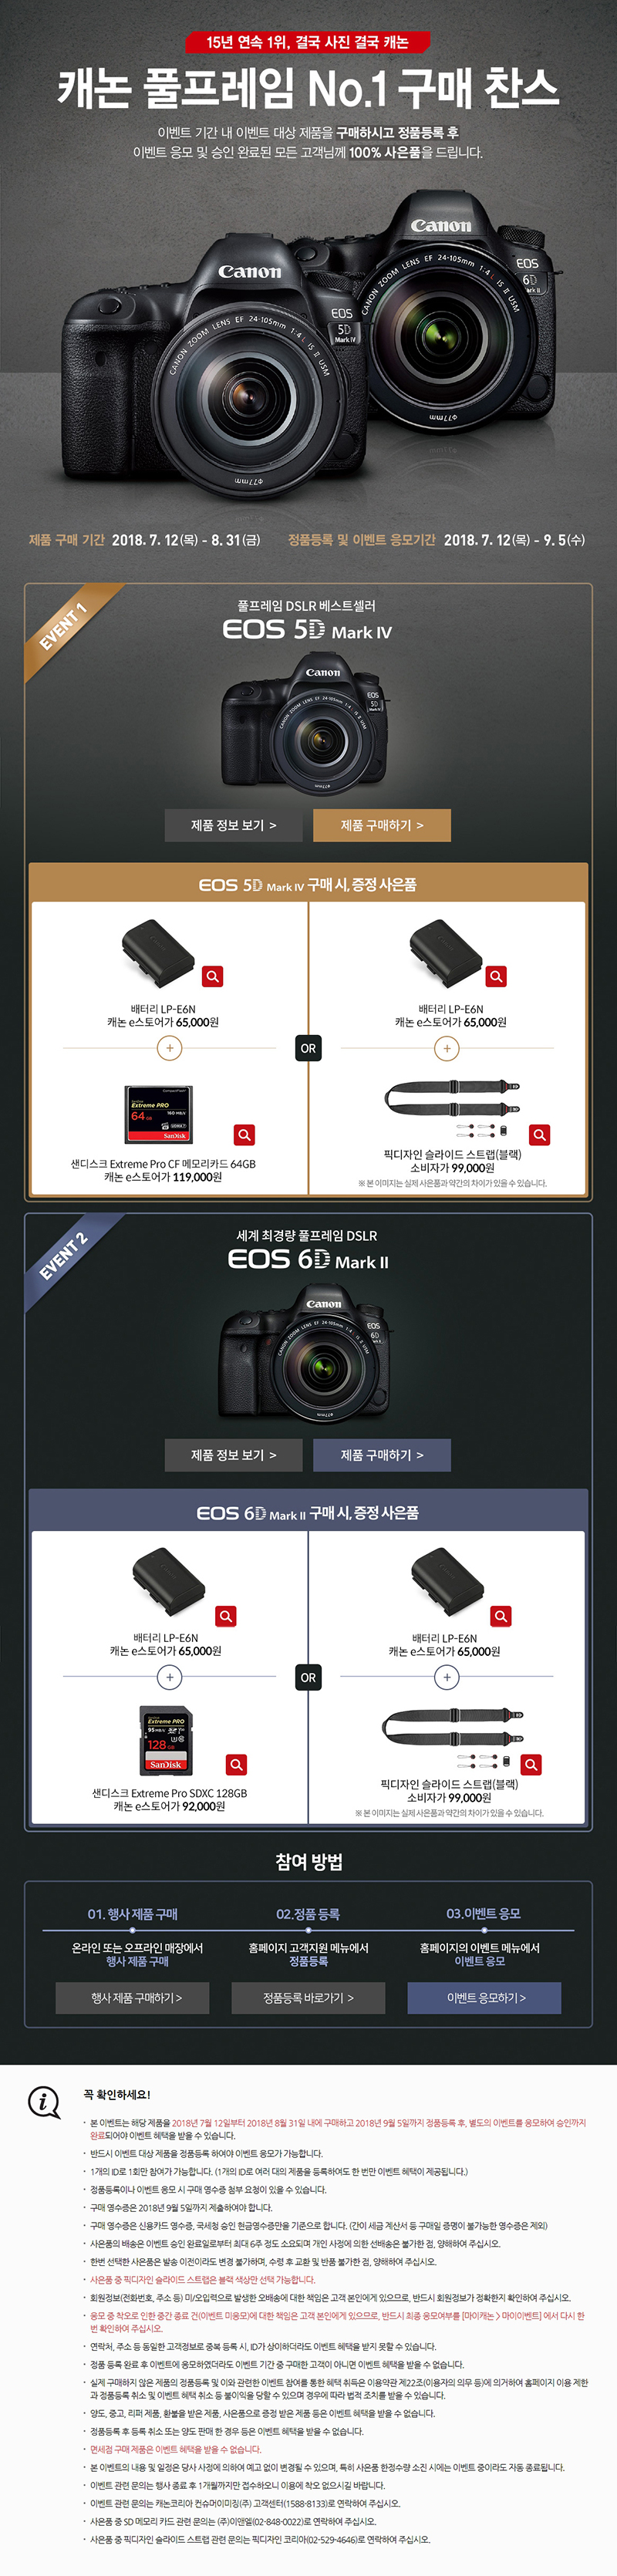 15년 연속 1위, 결국 사진 결국 캐논
캐논 풀프레임 No.1 구매 찬스
이벤트 기간 내 이벤트 대상 제품을 구매하시고 정품등록 후
이벤트 응모 및 승인 완료된 모든 고객님께 100% 사은품을 드립니다.
Canon
Canon
EOS
6D
Mark II
EOS
5D
Mark IV
CANON ZOOM LENS EF 24-105mm 1:4 L IS II USM
CANON ZOOM LENS EF 24-105mm 1:4 L IS II USM
ø77mm
ø77mm
제품 구매 기간 2018. 7. 12(목) - 8. 31(금) 정품등록 및 이벤트 응모기간 2018. 7. 12(목) - 9. 5(수)
EVENT 1
풀프레임 DSLR 베스트셀러
EOS 5D Mark IV
Canon
EOS
5D
Mark IV
CANON ZOOM LENS EF 24-105mm 1:4 L IS II USM
ø77mm
제품 정보 보기 >
제품 구매하기 >
EOS 5D Mark IV 구매 시, 증정 사은품
배터리 LP-E6N
캐논 e스토어가 65,000원
+
SanDisk
Extreme PRO
64GB
160 MB/s
SanDisk
샌디스크 Extreme Pro CF 메모리카드 64GB
캐논 e스토어가 119,000원
OR
배터리 LP-E6N
캐논 e스토어가 65,000원
+
픽디자인 슬라이드 스트랩(블랙)
소비자가 99,000원
※ 본 이미지는 실제 사은품과 약간의 차이가 있을 수 있습니다.
EVENT 2
세계 최경량 풀프레임 DSLR
EOS 6D Mark II
Canon
EOS
6D
CANON ZOOM LENS EF 24-105mm 1:4 L IS II USM
ø77mm
제품 정보 보기 >
제품 구매하기 >
EOS 6D Mark II 구매 시, 증정 사은품
배터리 LP-E6N
캐논 e스토어가 65,000원
+
SanDisk
Extreme PRO
95 MB/s
128GB
SanDisk
샌디스크 Extreme Pro SDXC 128GB
캐논 e스토어가 92,000원
OR
배터리 LP-E6N
캐논 e스토어가 65,000원
+
픽디자인 슬라이드 스트랩(블랙)
소비자가 99,000원
※ 본 이미지는 실제 사은품과 약간의 차이가 있을 수 있습니다.
참여 방법
01. 행사 제품 구매
온라인 또는 오프라인 매장에서
행사 제품 구매
행사 제품 구매하기 >
02.정품 등록
홈페이지 고객지원 메뉴에서
정품등록
정품등록 바로가기 >
03.이벤트 응모
홈페이지의 이벤트 메뉴에서
이벤트 응모
이벤트 응모하기 >
꼭 확인하세요!
· 본 이벤트는 해당 제품을 2018년 7월 12일부터 2018년 8월 31일 내에 구매하고 2018년 9월 5일까지 정품등록 후, 별도의 이벤트를 응모하여 승인까지
완료되어야 이벤트 혜택을 받을 수 있습니다.
· 반드시 이벤트 대상 제품을 정품등록 하여야 이벤트 응모가 가능합니다.
· 1개의 ID로 1회만 참여가 가능합니다. (1개의 ID로 여러 대의 제품을 등록하여도 한 번만 이벤트 혜택이 제공됩니다.)
· 정품등록이나 이벤트 응모 시 구매 영수증 첨부 요청이 있을 수 있습니다.
· 구매 영수증은 2018년 9월 5일까지 제출하여야 합니다.
· 구매 영수증은 신용카드 영수증, 국세청 승인 현금영수증만을 기준으로 합니다. (간이 세금 계산서 등 구매일 증명이 불가능한 영수증은 제외)
· 사은품의 배송은 이벤트 승인 완료일로부터 최대 6주 정도 소요되며 개인 사정에 의한 선배송은 불가한 점, 양해하여 주십시오.
· 한번 선택한 사은품은 발송 이전이라도 변경 불가하며, 수령 후 교환 및 반품 불가한 점, 양해하여 주십시오.
· 사은품 중 픽디자인 슬라이드 스트랩은 블랙 색상만 선택 가능합니다.
· 회원정보(전화번호, 주소 등) 미/오입력으로 발생한 오배송에 대한 책임은 고객 본인에게 있으므로, 반드시 회원정보가 정확한지 확인하여 주십시오.
· 응모 중 착오로 인한 중간 종료 건(이벤트 미응모)에 대한 책임은 고객 본인에게 있으므로, 반드시 최종 응모여부를 [마이캐논 > 마이이벤트] 에서 다시 한
번 확인하여 주십시오.
· 연락처, 주소 등 동일한 고객정보로 중복 등록 시, ID가 상이하더라도 이벤트 혜택을 받지 못할 수 있습니다.
· 정품 등록 완료 후 이벤트에 응모하였더라도 이벤트 기간 중 구매한 고객이 아니면 이벤트 혜택을 받을 수 없습니다.
· 실제 구매하지 않은 제품의 정품등록 및 이와 관련한 이벤트 참여를 통한 혜택 취득은 이용약관 제22조(이용자의 의무 등)에 의거하여 홈페이지 이용 제한
과 정품등록 취소 및 이벤트 혜택 취소 등 불이익을 당할 수 있으며 경우에 따라 법적 조치를 받을 수 있습니다.
· 양도, 중고, 리퍼 제품, 환불을 받은 제품, 사은품으로 증정 받은 제품 등은 이벤트 혜택을 받을 수 없습니다.
· 정품등록 후 등록 취소 또는 양도 판매 한 경우 등은 이벤트 혜택을 받을 수 없습니다.
· 면세점 구매 제품은 이벤트 혜택을 받을 수 없습니다.
· 본 이벤트의 내용 및 일정은 당사 사정에 의하여 예고 없이 변경될 수 있으며, 특히 사은품 한정수량 소진 시에는 이벤트 중이라도 자동 종료됩니다.
· 이벤트 관련 문의는 행사 종료 후 1개월까지만 접수하오니 이용에 착오 없으시길 바랍니다.
· 이벤트 관련 문의는 캐논코리아 컨슈머이미징(주) 고객센터(1588-8133)로 연락하여 주십시오.
· 사은품 중 SD 메모리 카드 관련 문의는 (주)이앤엘(02-848-0022)로 연락하여 주십시오.
· 사은품 중 픽디자인 슬라이드 스트랩 관련 문의는 픽디자인 코리아(02-529-4646)로 연락하여 주십시오.